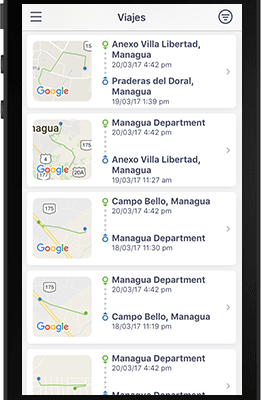 Viajes
175
Google
Anexo Villa Libertad,
Managua
20/03/17 4:42 pm
Praderas del Doral,
Managua
19/03/17 1:39 pm
nagua
175
4
175
20A
Google
Managua Department
20/03/17 4:42 pm
Anexo Villa Libertad,
Managua
19/03/17 11:27 am
175
Google
Campo Bello, Managua
20/03/17 4:42 pm
Managua Department
18/03/17 11:30 pm
175
Google
Managua Department
20/03/17 4:42 pm
Campo Bello, Managua
18/03/17 11:19 pm
Managua Department
20/03/17 4:42 pm
Managua Department